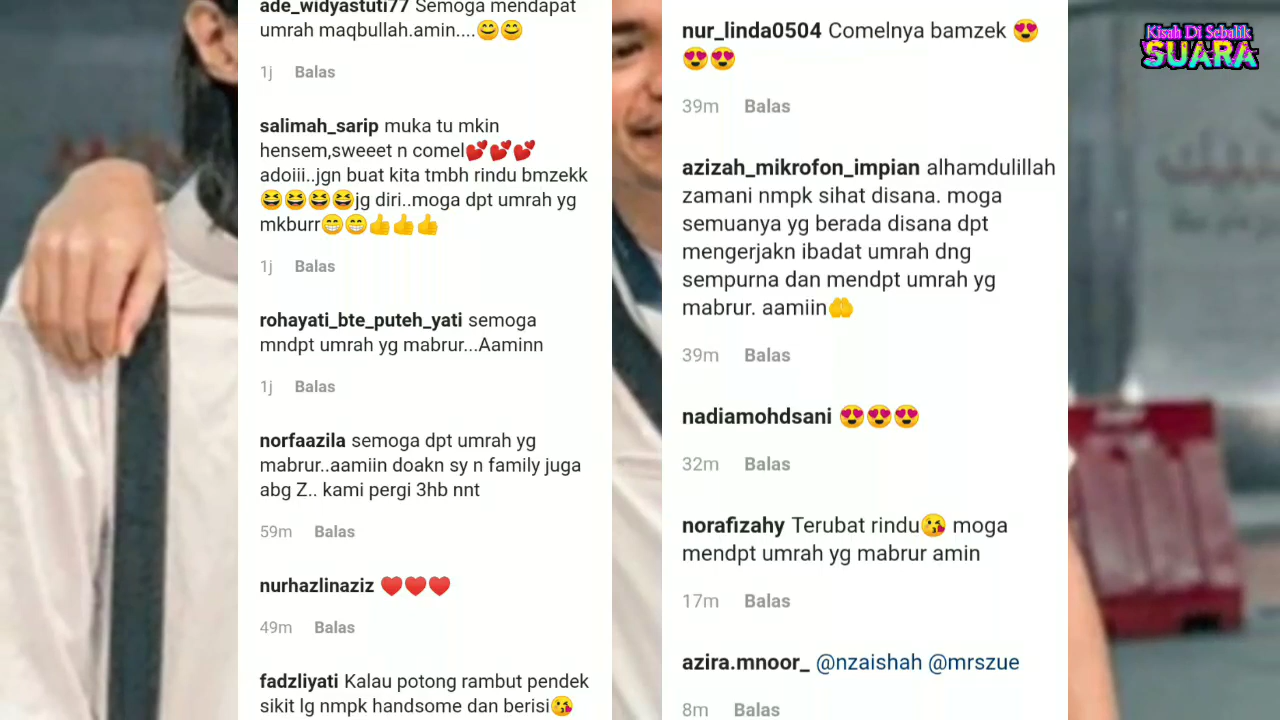 ade_widyastuti77 Semoga mendapat
umrah maqbullah.amin....😊😊
1j Balas
salimah_sarip muka tu mkin
hensem,sweeet n comel💕💕💕
adoiii..jgn buat kita tmbh rindu bmzekk
😆😆😆😆jg diri..moga dpt umrah yg
mkburr😁😁👍👍👍
1j Balas
rohayati_bte_puteh_yati semoga
mndpt umrah yg mabrur...Aaminn
1j Balas
norfaazila semoga dpt umrah yg
mabrur..aamiin doakn sy n family juga
abg Z.. kami pergi 3hb nnt
59m Balas
nurhazlinaziz ♥️♥️♥️
49m Balas
fadzliyati Kalau potong rambut pendek
sikit lg nmpk handsome dan berisi😘
nur_linda0504 Comelnya bamzek 😍
😍😍
39m Balas
azizah_mikrofon_impian alhamdulillah
zamani nmpk sihat disana. moga
semuanya yg berada disana dpt
mengerjakn ibadat umrah dng
sempurna dan mendpt umrah yg
mabrur. aamiin🤲
39m Balas
nadiamohdsani 😍😍😍
32m Balas
norafizahy Terubat rindu😘 moga
mendpt umrah yg mabrur amin
17m Balas
azira.mnoor_ @nzaishah @mrszue
8m Balas
Kisah Di Sebalik
SUARA